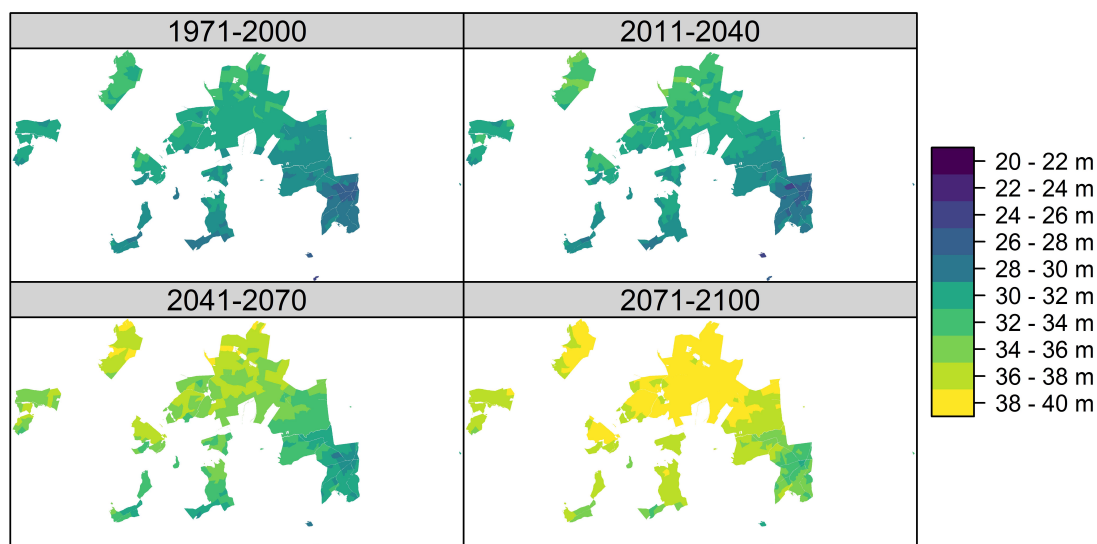 1971-2000
2011-2040
2041-2070
2071-2100
20 - 22 m
22 - 24 m
24 - 26 m
26 - 28 m
28 - 30 m
30 - 32 m
32 - 34 m
34 - 36 m
36 - 38 m
38 - 40 m